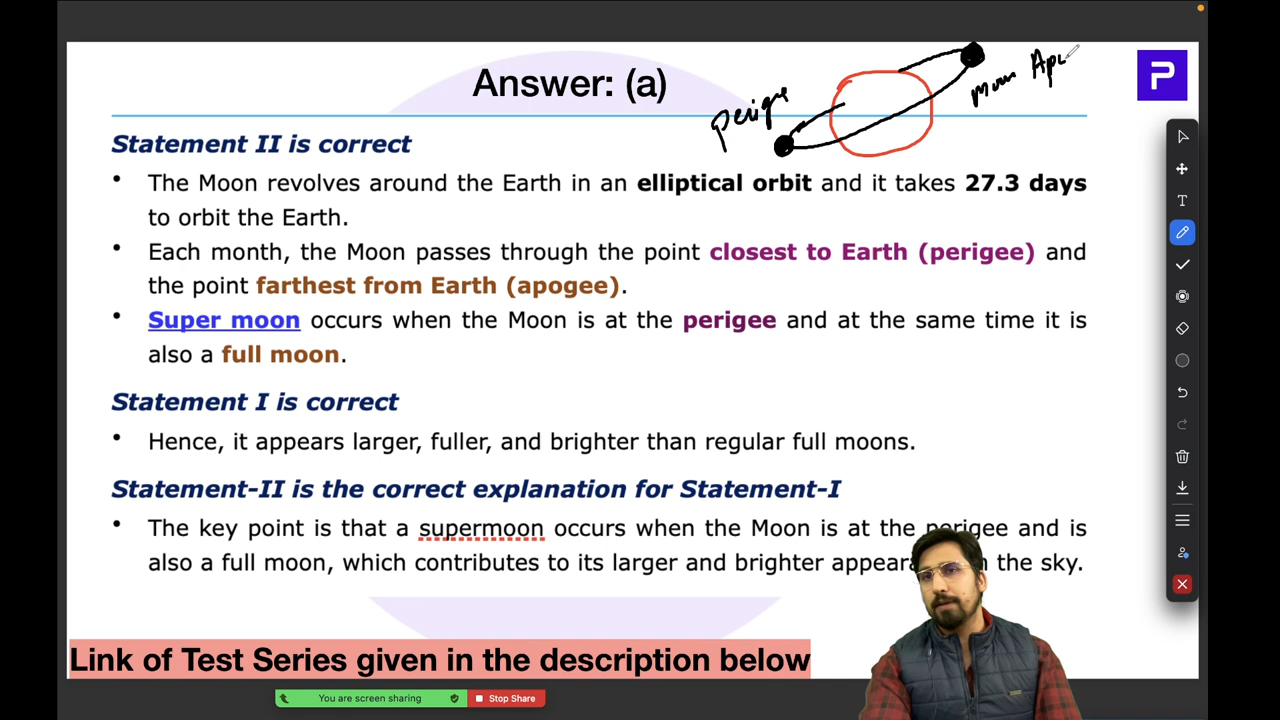 Answer: (a)
perigee
Moon Apo
P
Statement II is correct
• The Moon revolves around the Earth in an elliptical orbit and it takes 27.3 days
to orbit the Earth.
• Each month, the Moon passes through the point closest to Earth (perigee) and
the point farthest from Earth (apogee).
• Super moon occurs when the Moon is at the perigee and at the same time it is
also a full moon.
Statement I is correct
• Hence, it appears larger, fuller, and brighter than regular full moons.
Statement-II is the correct explanation for Statement-I
• The key point is that a supermoon occurs when the Moon is at the perigee and is
also a full moon, which contributes to its larger and brighter the sky.
Link of Test Series given in the description below
You are screen sharing
Stop Share
T